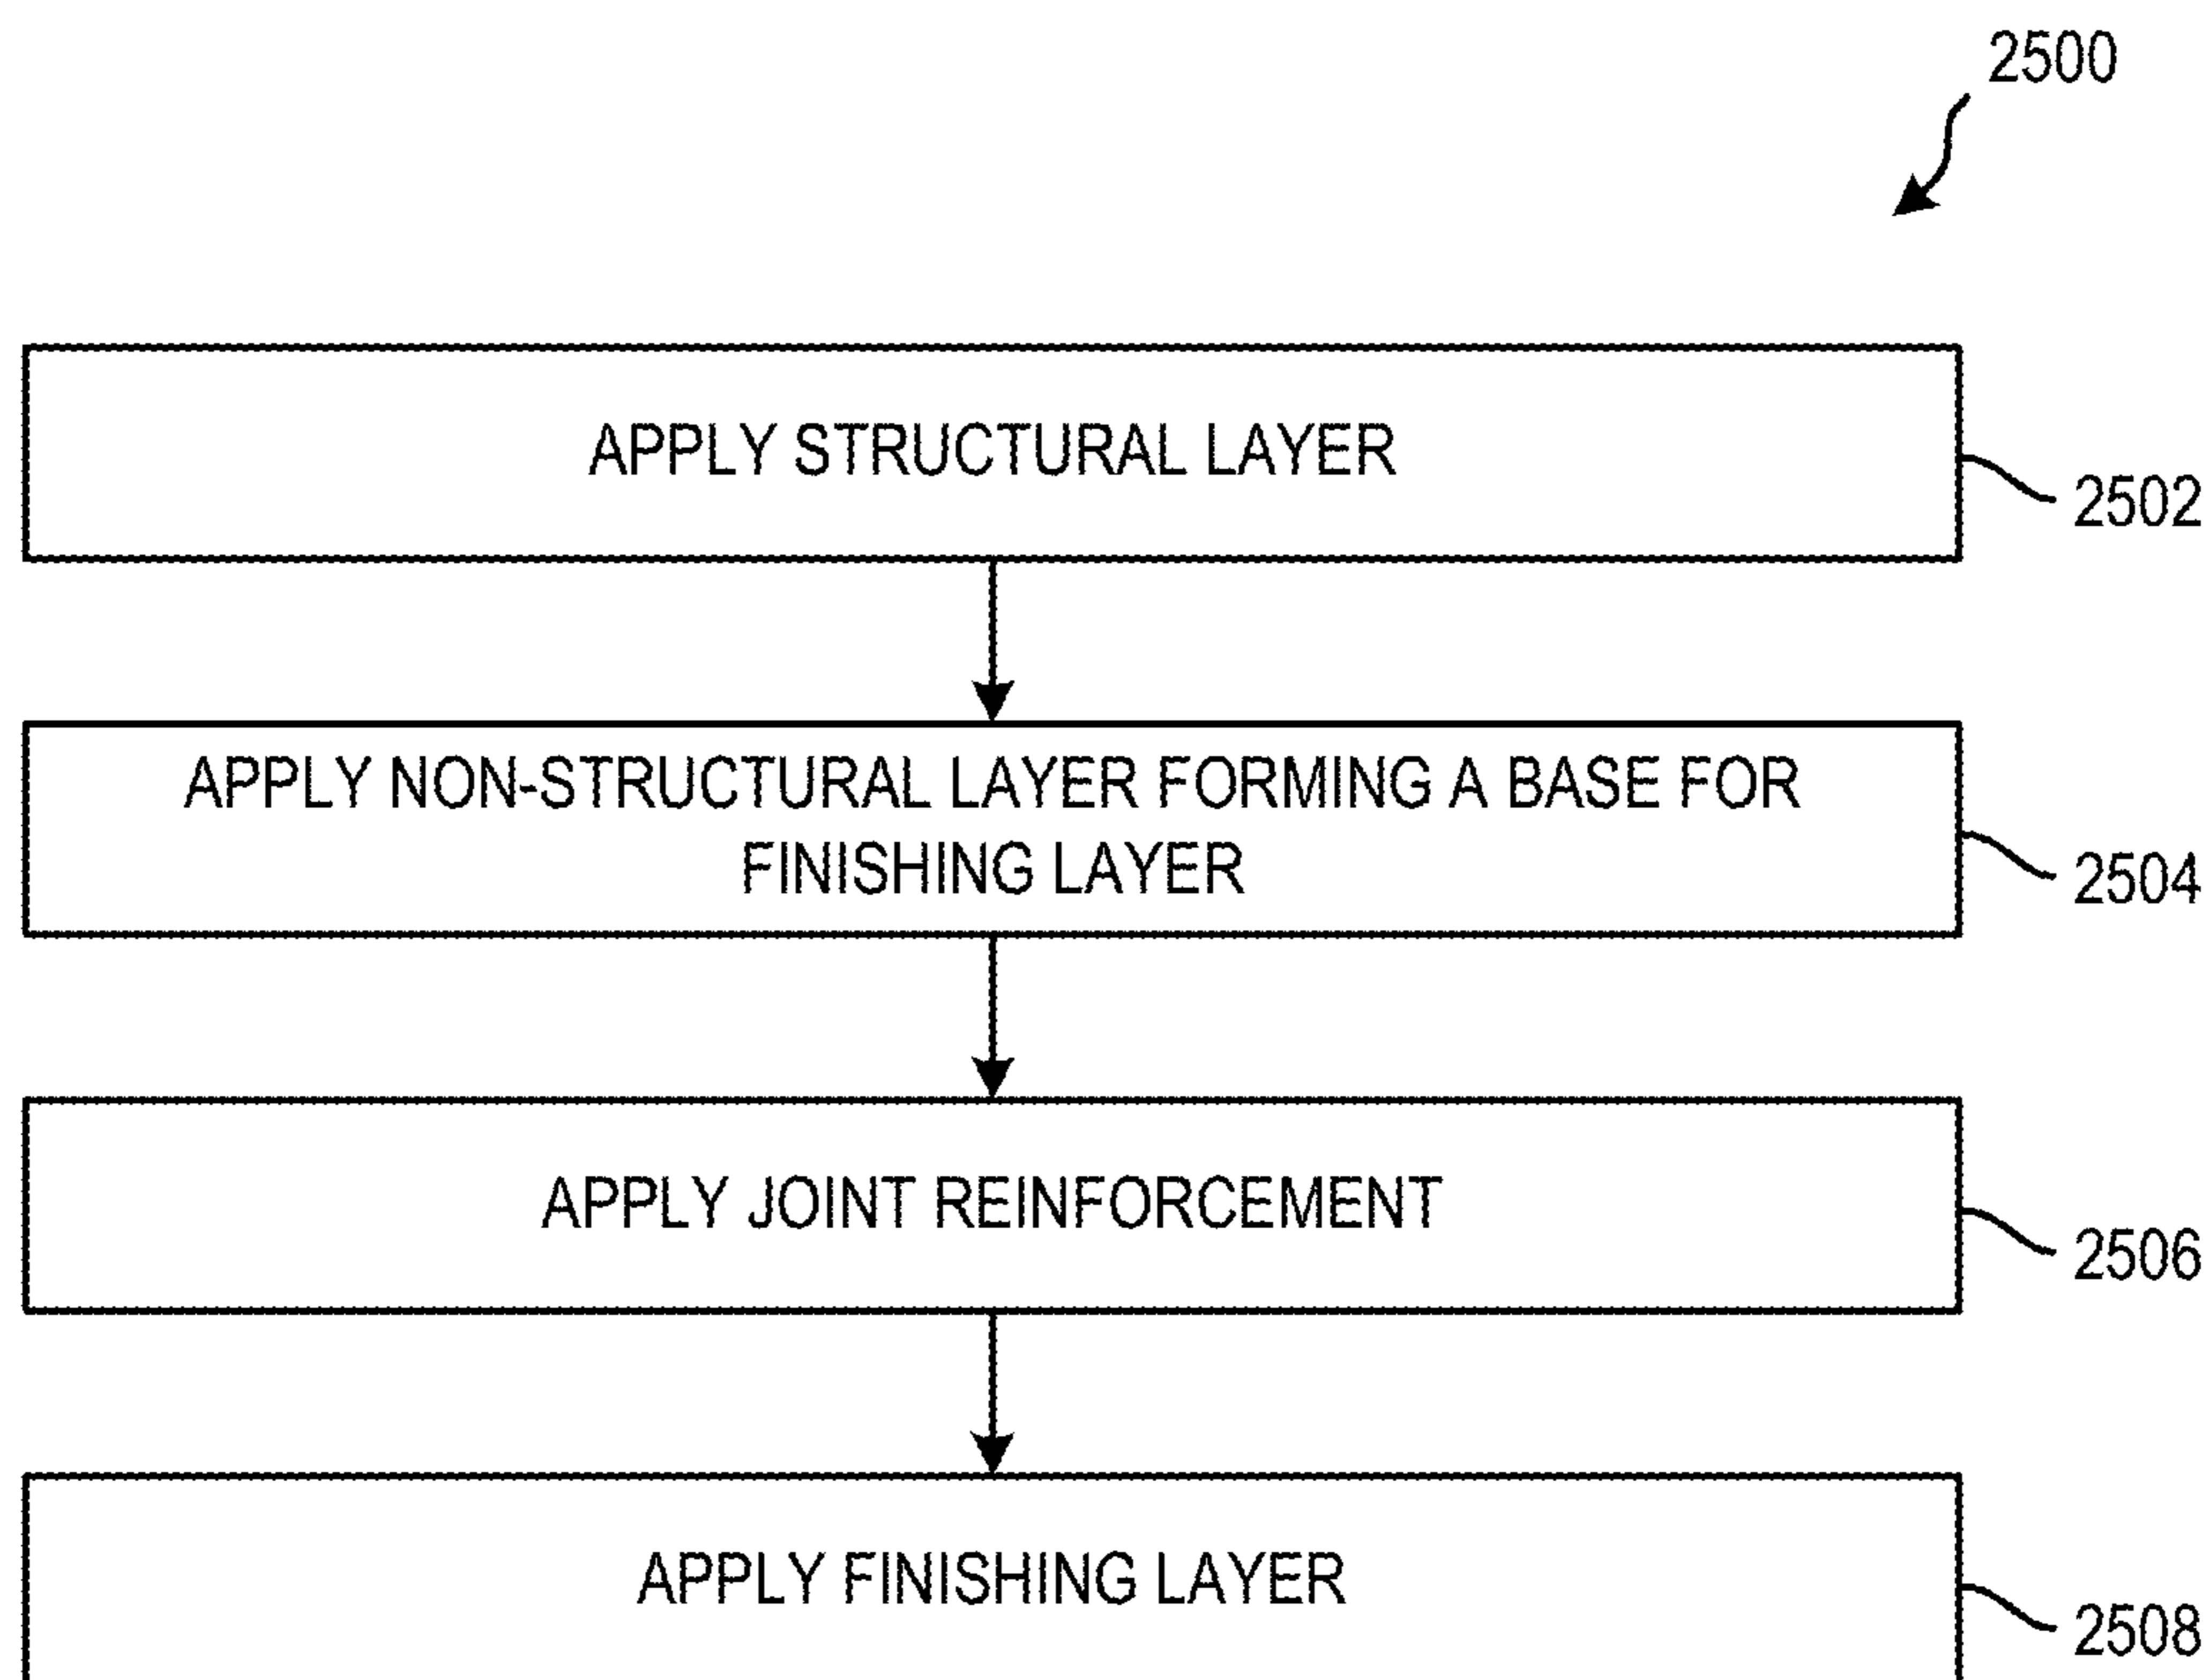 2500
APPLY STRUCTURAL LAYER
2502
APPLY NON-STRUCTURAL LAYER FORMING A BASE FOR
FINISHING LAYER
2504
APPLY JOINT REINFORCEMENT
2506
APPLY FINISHING LAYER
2508